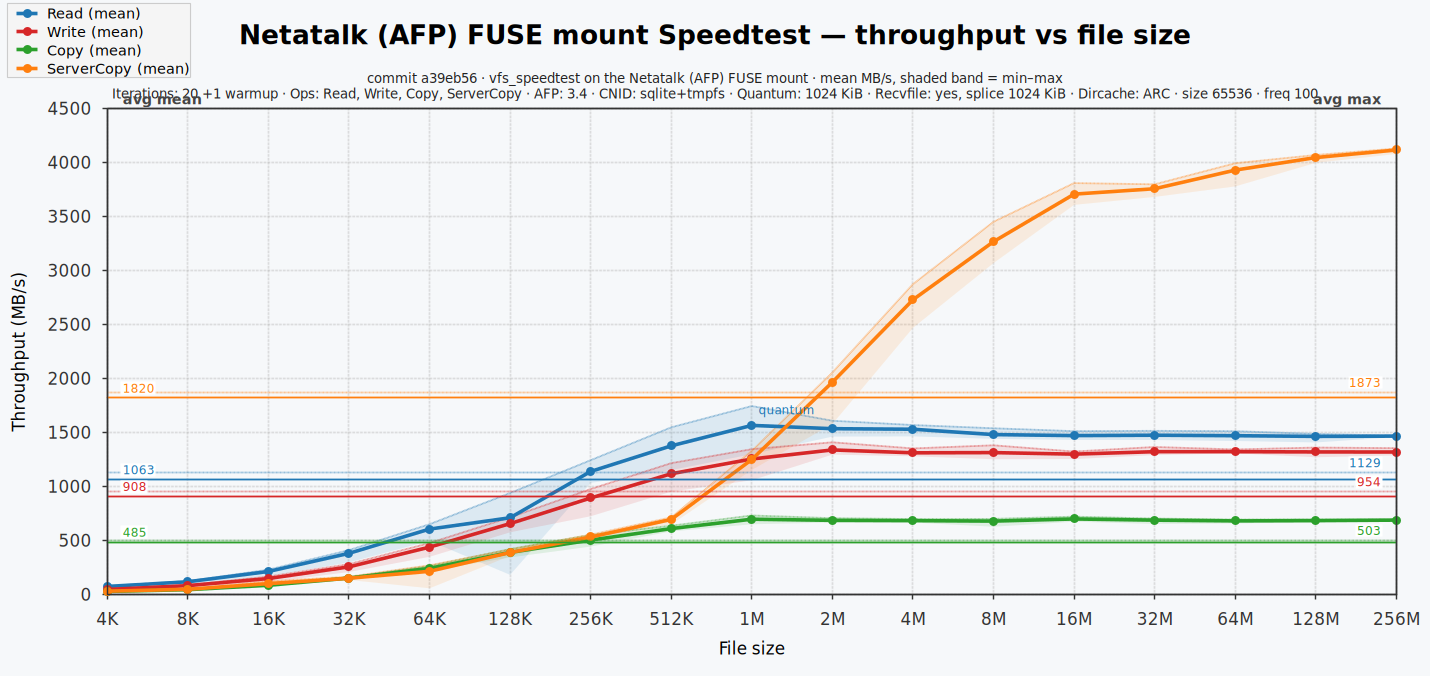 Read (mean)
Write (mean)
Copy (mean)
ServerCopy (mean)
Netatalk (AFP) FUSE mount Speedtest — throughput vs file size
commit a39eb56 · vfs_speedtest on the Netatalk (AFP) FUSE mount · mean MB/s, shaded band = min–max
Iterations: 20 +1 warmup · Ops: Read, Write, Copy, ServerCopy · AFP: 3.4 · CNID: sqlite+tmpfs · Quantum: 1024 KiB · Recvfile: yes, splice 1024 KiB · Dircache: ARC · size 65536 · freq 100
avg mean
avg max
4500
4000
3500
3000
2500
2000
1500
1000
500
0
Throughput (MB/s)
1820
1873
quantum
1063
1129
908
954
485
503
4K 8K 16K 32K 64K 128K 256K 512K 1M 2M 4M 8M 16M 32M 64M 128M 256M
File size